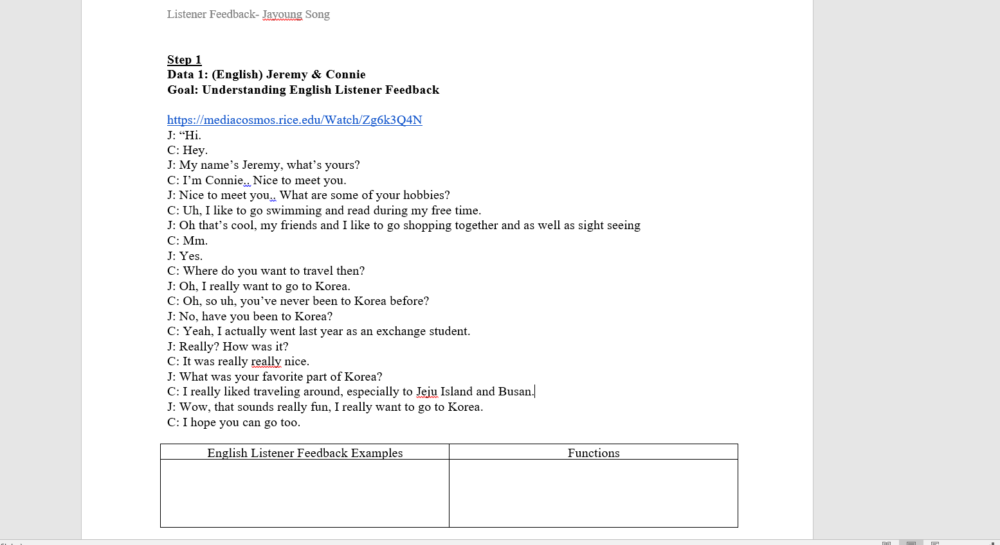 Listener Feedback- Jayoung Song
Step 1
Data 1: (English) Jeremy & Connie
Goal: Understanding English Listener Feedback
https://mediacosmos.rice.edu/Watch/Zg6k3Q4N
J: “Hi.
C: Hey.
J: My name’s Jeremy, what’s yours?
C: I’m Connie.. Nice to meet you.
J: Nice to meet you.. What are some of your hobbies?
C: Uh, I like to go swimming and read during my free time.
J: Oh that’s cool, my friends and I like to go shopping together and as well as sight seeing
C: Mm.
J: Yes.
C: Where do you want to travel then?
J: Oh, I really want to go to Korea.
C: Oh, so uh, you’ve never been to Korea before?
J: No, have you been to Korea?
C: Yeah, I actually went last year as an exchange student.
J: Really? How was it?
C: It was really really nice.
J: What was your favorite part of Korea?
C: I really liked traveling around, especially to Jeju Island and Busan.
J: Wow, that sounds really fun, I really want to go to Korea.
C: I hope you can go too.
English Listener Feedback Examples
Functions